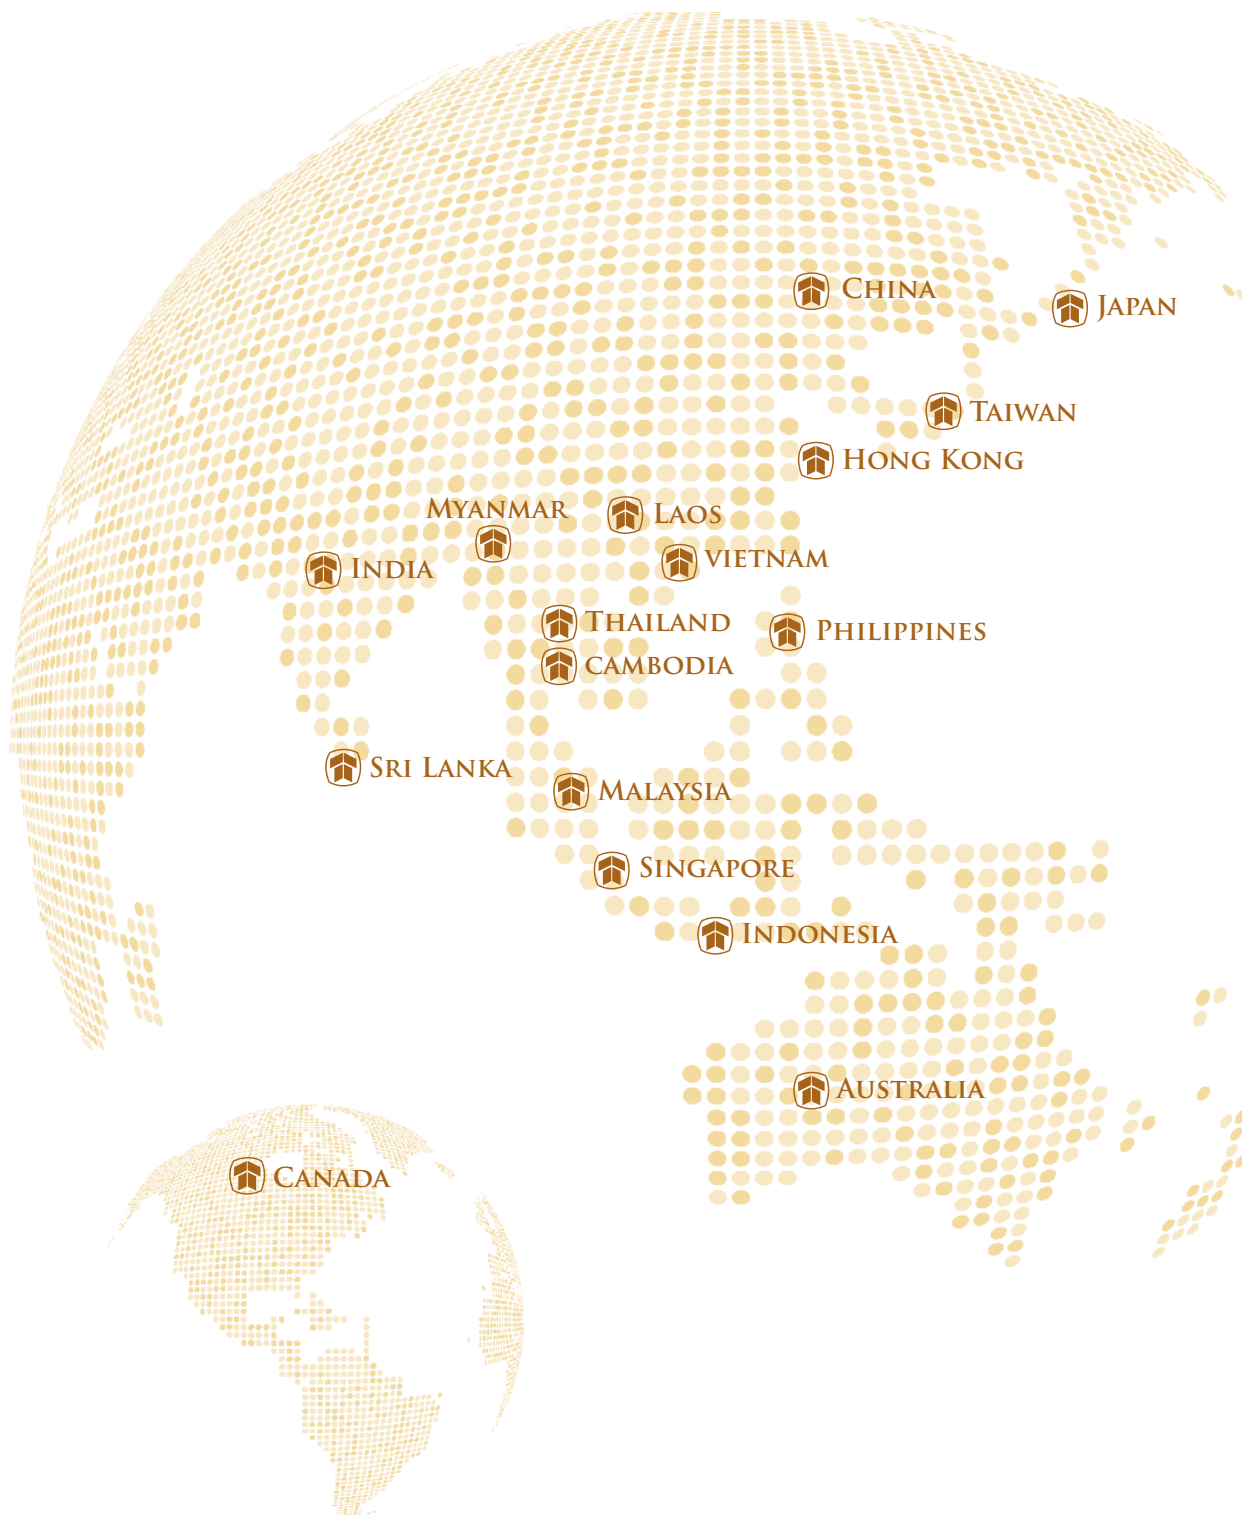 China
Japan
Taiwan
Hong Kong
Myanmar
Laos
vietnam
India
Thailand
Philippines
cambodia
Sri Lanka
Malaysia
Singapore
Indonesia
Australia
Canada